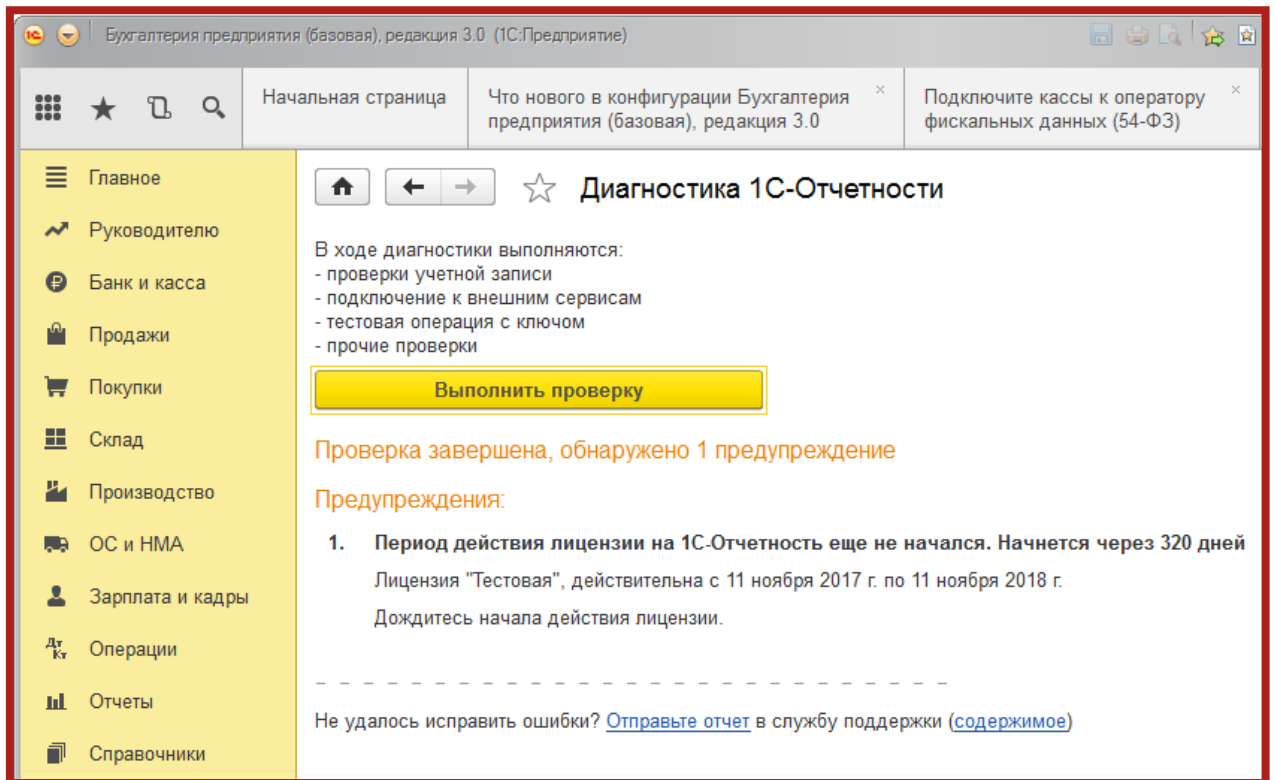 1С Бухгалтерия предприятия (базовая), редакция 3.0 (1С:Предприятие)
Начальная страница
Что нового в конфигурации Бухгалтерия
предприятия (базовая), редакция 3.0
Подключите кассы к оператору
фискальных данных (54-ФЗ)
Главное
Руководителю
Банк и касса
Продажи
Покупки
Склад
Производство
ОС и НМА
Зарплата и кадры
Дт
Кт
Операции
Отчеты
Справочники
Диагностика 1С-Отчетности
В ходе диагностики выполняются:
- проверки учетной записи
- подключение к внешним сервисам
- тестовая операция с ключом
- прочие проверки
Выполнить проверку
Проверка завершена, обнаружено 1 предупреждение
Предупреждения:
1. Период действия лицензии на 1С-Отчетность еще не начался. Начнется через 320 дней
Лицензия "Тестовая", действительна с 11 ноября 2017 г. по 11 ноября 2018 г.
Дождитесь начала действия лицензии.
Не удалось исправить ошибки? Отправьте отчет в службу поддержки (содержимое)